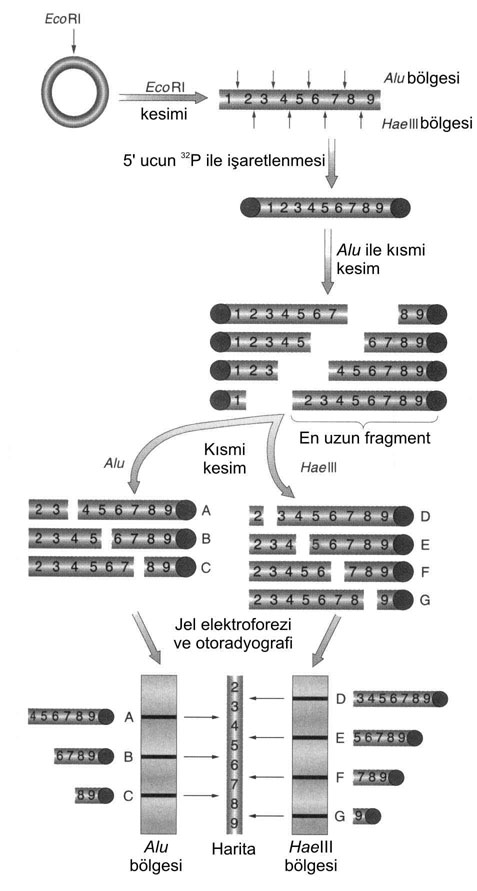 EcoRI
EcoRI kesimi
Alu bölgesi
1 2 3 4 5 6 7 8 9
HaeIII bölgesi
5' ucun ³²P ile işaretlenmesi
1 2 3 4 5 6 7 8 9
Alu ile kısmi kesim
1 2 3 4 5 6 7 8 9
1 2 3 4 5 6 7 8 9
1 2 3 4 5 6 7 8 9
1 2 3 4 5 6 7 8 9
En uzun fragment
Alu
Kısmi kesim
HaeIII
2 3 4 5 6 7 8 9 A
2 3 4 5 6 7 8 9 B
2 3 4 5 6 7 8 9 C
2 3 4 5 6 7 8 9 D
2 3 4 5 6 7 8 9 E
2 3 4 5 6 7 8 9 F
2 3 4 5 6 7 8 9 G
Jel elektroforezi
ve otoradyografi
4 5 6 7 8 9 A
6 7 8 9 B
8 9 C
2
3
4
5
6
7
8
9
D 3 4 5 6 7 8 9
E 5 6 7 8 9
F 7 8 9
G 9
Alu bölgesi
Harita
HaeIII bölgesi